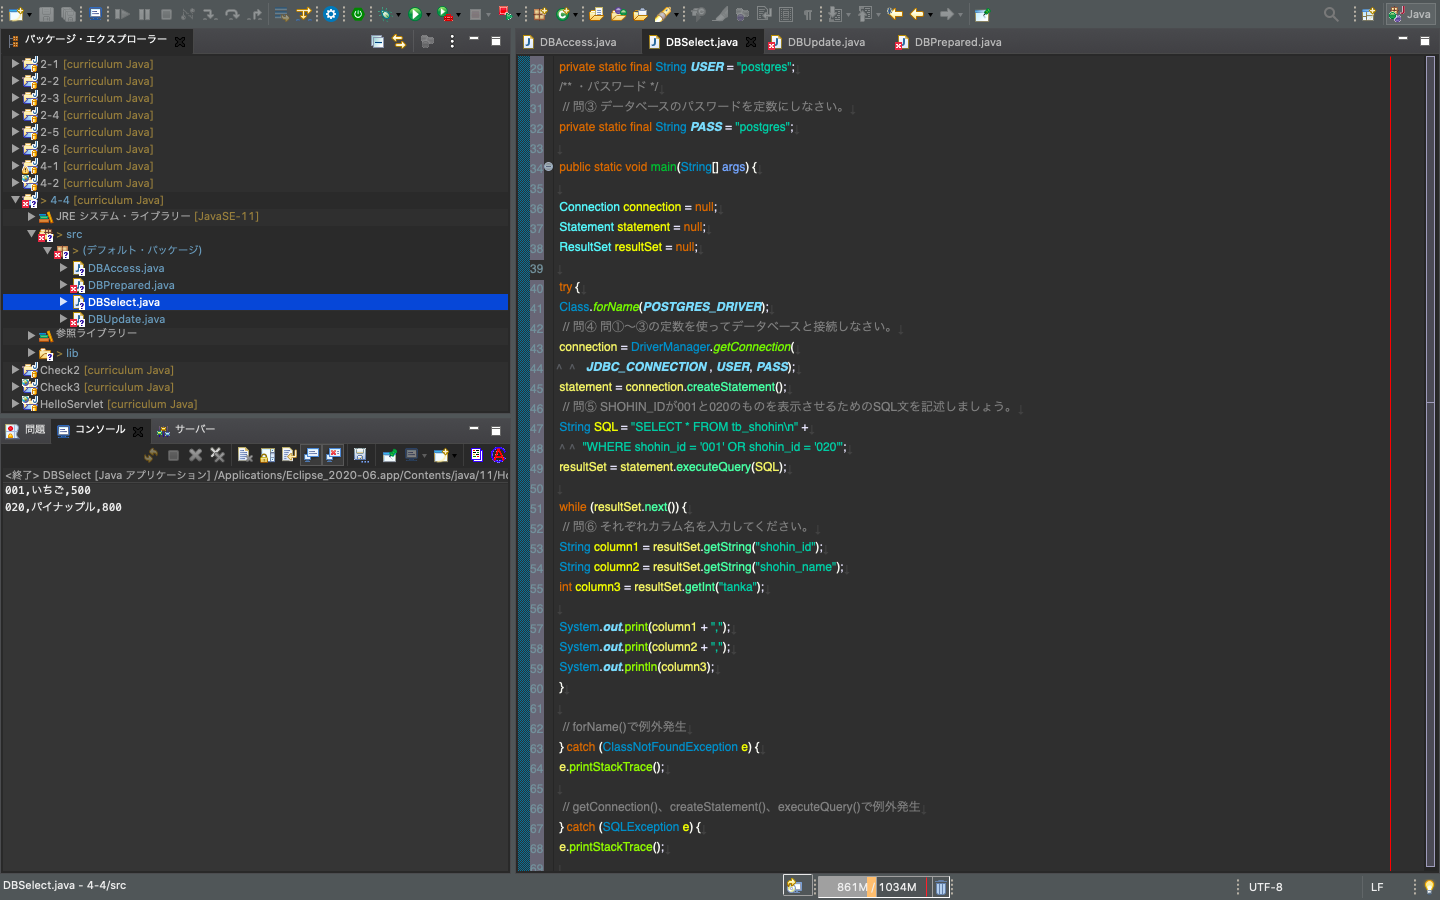 Java
パッケージ・エクスプローラー
2-1 [curriculum Java]
2-2 [curriculum Java]
2-3 [curriculum Java]
2-4 [curriculum Java]
2-5 [curriculum Java]
2-6 [curriculum Java]
4-1 [curriculum Java]
4-2 [curriculum Java]
> 4-4 [curriculum Java]
JRE システム・ライブラリー [JavaSE-11]
> src
> (デフォルト・パッケージ)
DBAccess.java
DBPrepared.java
DBSelect.java
DBUpdate.java
参照ライブラリー
> lib
Check2 [curriculum Java]
Check3 [curriculum Java]
HelloServlet [curriculum Java]
問題 コンソール サーバー
<終了> DBSelect [Java アプリケーション] /Applications/Eclipse_2020-06.app/Contents/java/11/Ho
001,いちご,500
020,パイナップル,800
DBAccess.java DBSelect.java DBUpdate.java DBPrepared.java
29 private static final String USER = "postgres";
30 /** ・パスワード */
31 // 問③ データベースのパスワードを定数にしなさい。
32 private static final String PASS = "postgres";
33
34 public static void main(String[] args) {
35
36 Connection connection = null;
37 Statement statement = null;
38 ResultSet resultSet = null;
39
40 try {
41 Class.forName(POSTGRES_DRIVER);
42 // 問④ 問①〜③の定数を使ってデータベースと接続しなさい。
43 connection = DriverManager.getConnection(
44 JDBC_CONNECTION , USER, PASS);
45 statement = connection.createStatement();
46 // 問⑤ SHOHIN_IDが001と020のものを表示させるためのSQL文を記述しましょう。
47 String SQL = "SELECT * FROM tb_shohin\n" +
48 "WHERE shohin_id = '001' OR shohin_id = '020'";
49 resultSet = statement.executeQuery(SQL);
50
51 while (resultSet.next()) {
52 // 問⑥ それぞれカラム名を入力してください。
53 String column1 = resultSet.getString("shohin_id");
54 String column2 = resultSet.getString("shohin_name");
55 int column3 = resultSet.getInt("tanka");
56
57 System.out.print(column1 + ",");
58 System.out.print(column2 + ",");
59 System.out.println(column3);
60 }
61
62 // forName()で例外発生
63 } catch (ClassNotFoundException e) {
64 e.printStackTrace();
65
66 // getConnection()、createStatement()、executeQuery()で例外発生
67 } catch (SQLException e) {
68 e.printStackTrace();
69
DBSelect.java - 4-4/src
861M / 1034M
UTF-8
LF